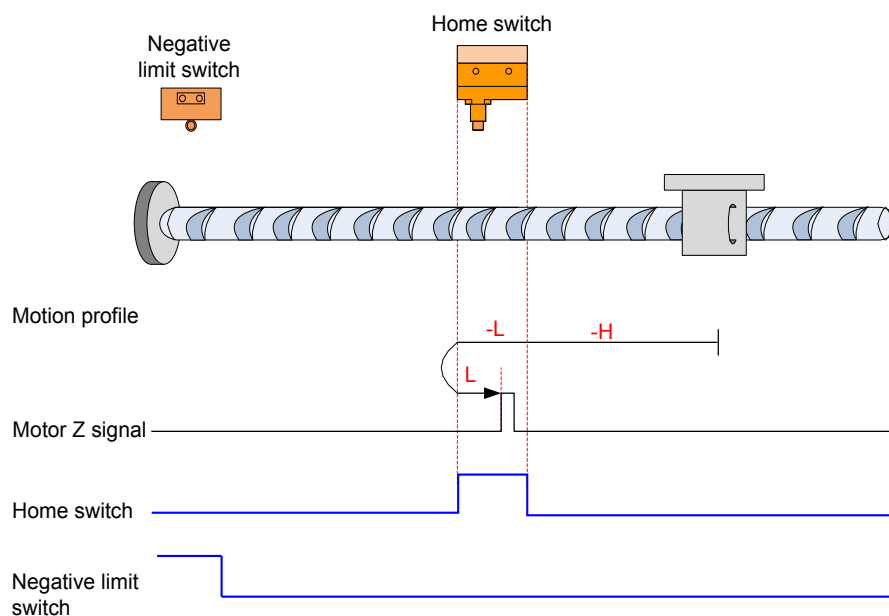 Home switch
Negative
limit switch
Motion profile
-L
-H
L
Motor Z signal
Home switch
Negative limit
switch